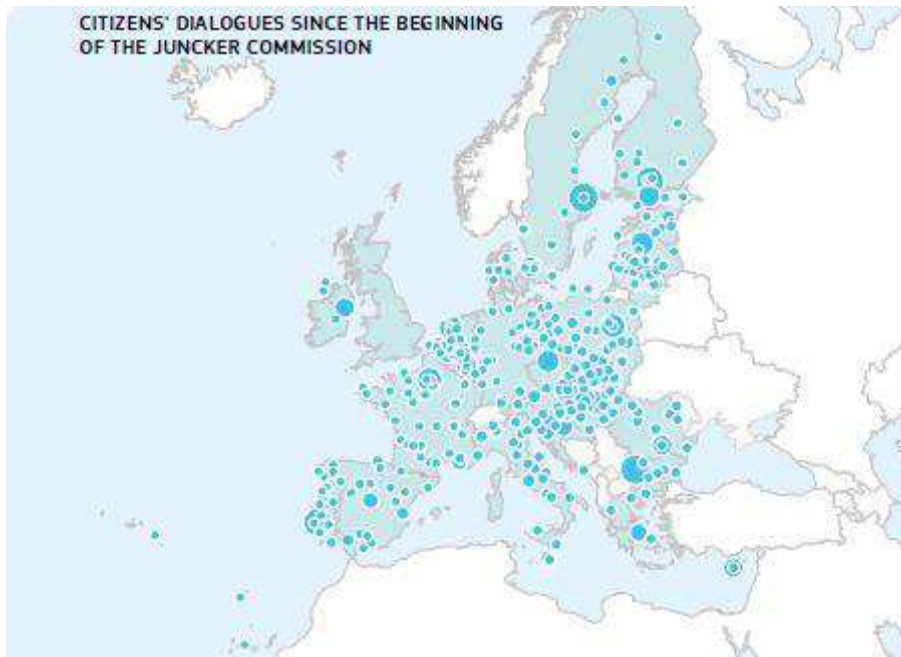 CITIZENS' DIALOGUES SINCE THE BEGINNING
OF THE JUNCKER COMMISSION